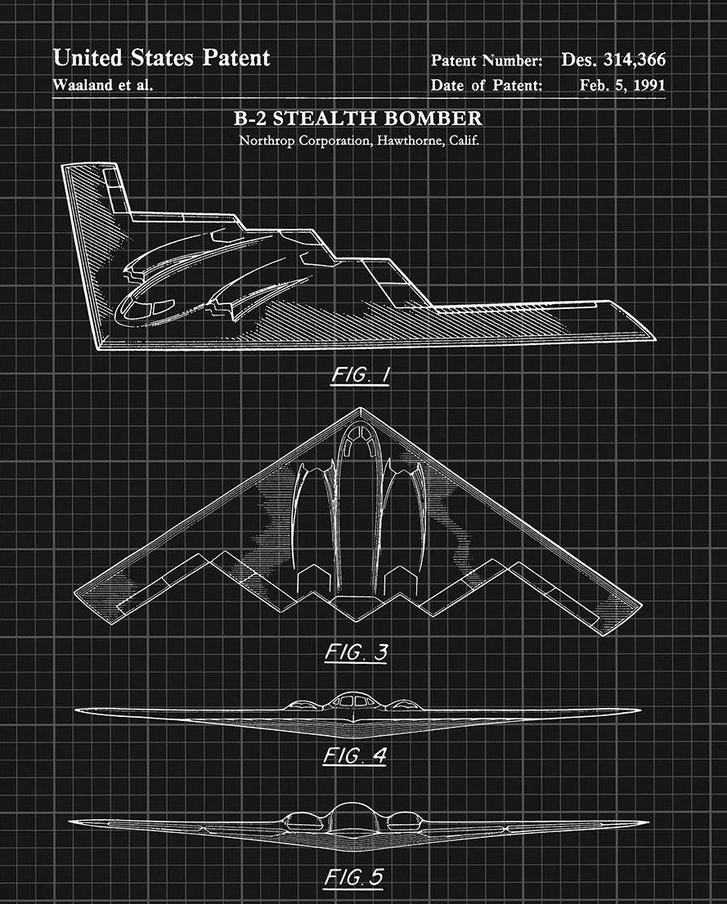 United States Patent
Patent Number: Des. 314,366
Waaland et al.
Date of Patent: Feb. 5, 1991
B-2 STEALTH BOMBER
Northrop Corporation, Hawthorne, Calif.
FIG. 1
FIG. 3
FIG. 4
FIG. 5